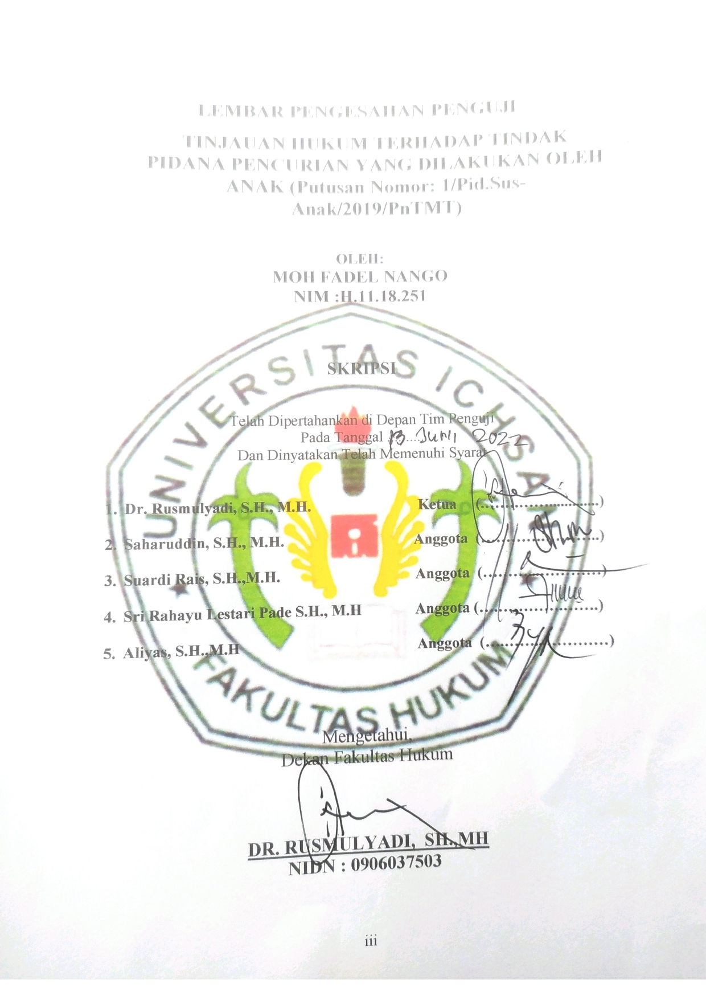 LEMBAR PENGESAHAN PENGUJI
TINJAUAN HUKUM TERHADAP TINDAK
PIDANA PENCURIAN YANG DILAKUKAN OLEH
ANAK (Putusan Nomor: 1/Pid.Sus-
Anak/2019/PnTMT)
OLEH:
MOH FADEL NANGO
NIM :H.11.18.251
UNIVERSITAS ICHSAN
SKRIPSI
Telah Dipertahankan di Depan Tim Penguji
Pada Tanggal 13 Juni 2022
Dan Dinyatakan Telah Memenuhi Syarat
1. Dr. Rusmulyadi, S.H., M.H. Ketua (..............................)
2. Saharuddin, S.H., M.H. Anggota (..............................)
3. Suardi Rais, S.H.,M.H. Anggota (..............................)
4. Sri Rahayu Lestari Pade S.H., M.H Anggota (..............................)
5. Aliyas, S.H.,M.H Anggota (..............................)
FAKULTAS HUKUM
Mengetahui,
Dekan Fakultas Hukum
DR. RUSMULYADI, SH.,MH
NIDN : 0906037503
iii